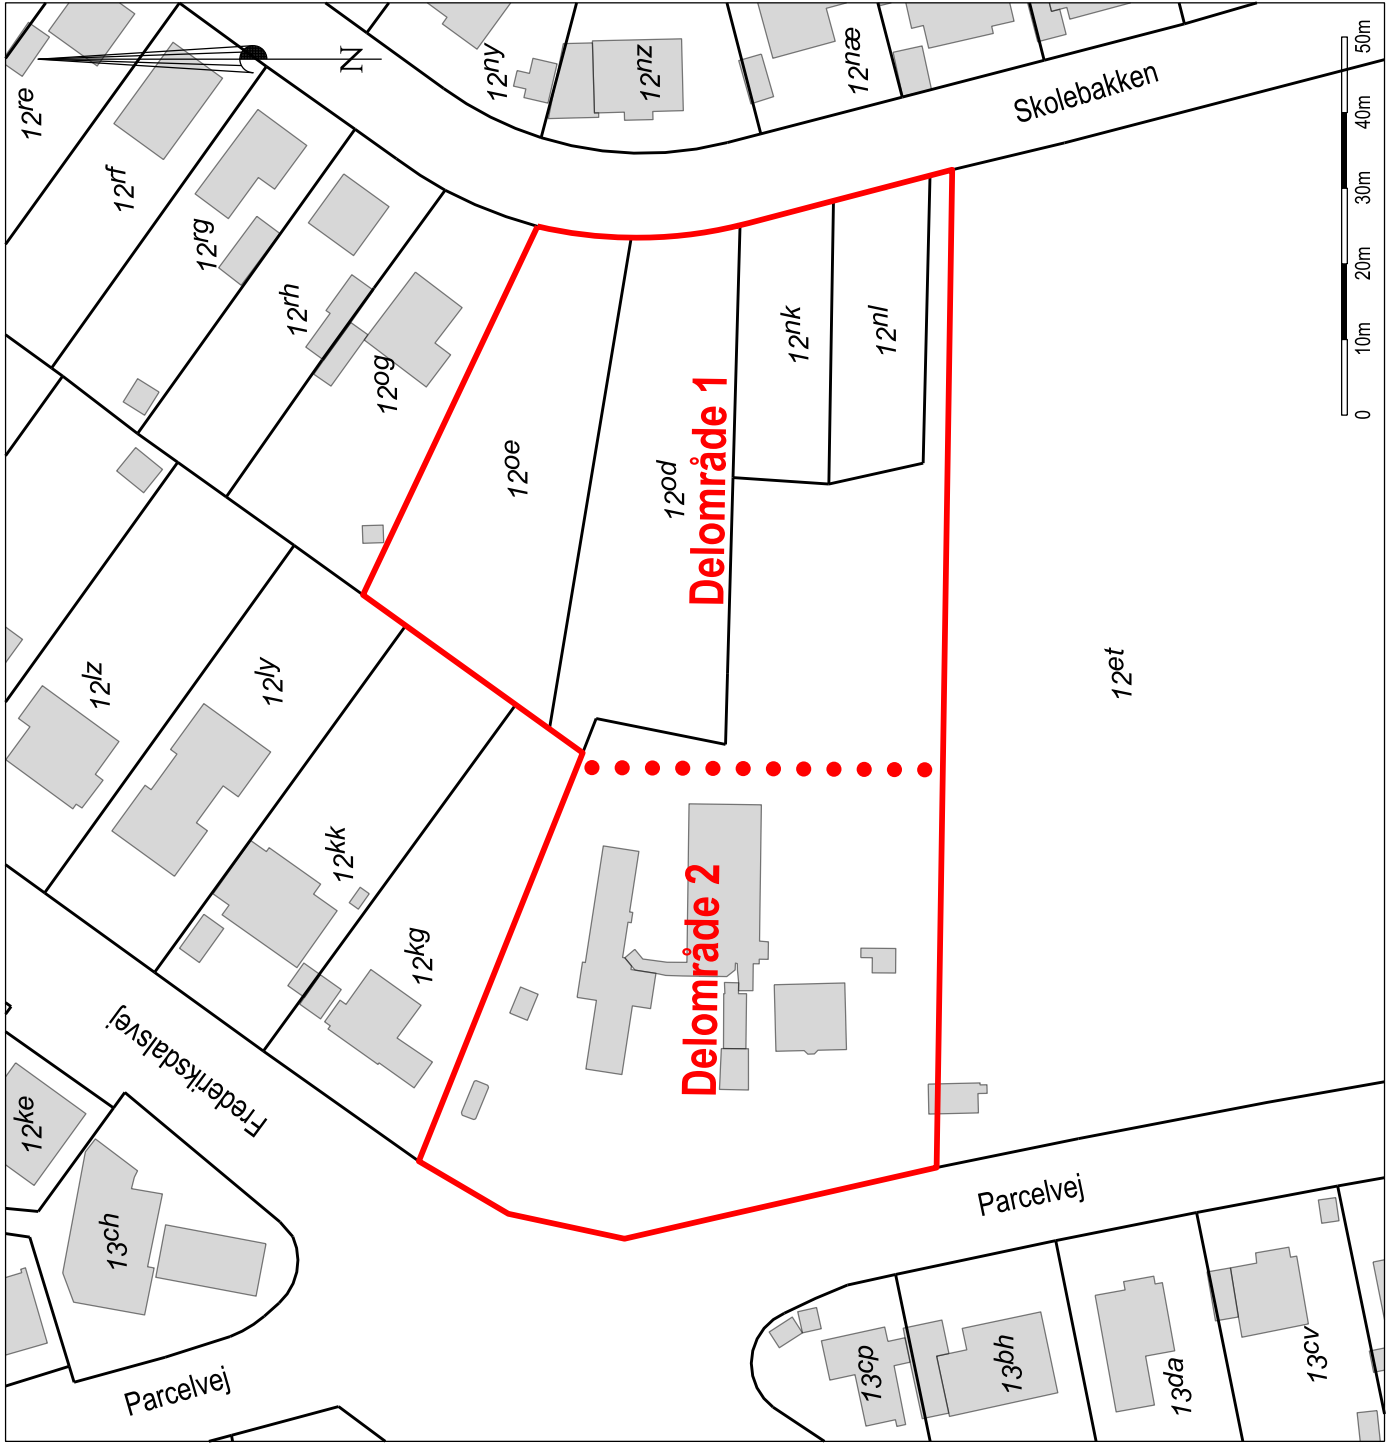 12re
12rf
12rg
12rh
12og
12ny
12nz
12næ
Skolebakken
N
50m
40m
30m
20m
10m
0
12oe
12od
12nk
12nl
Delområde 1
12lz
12ly
12kk
12kg
12et
Delområde 2
Frederiksdalsvej
12ke
13ch
Parcelvej
Parcelvej
13cp
13bh
13da
13cv